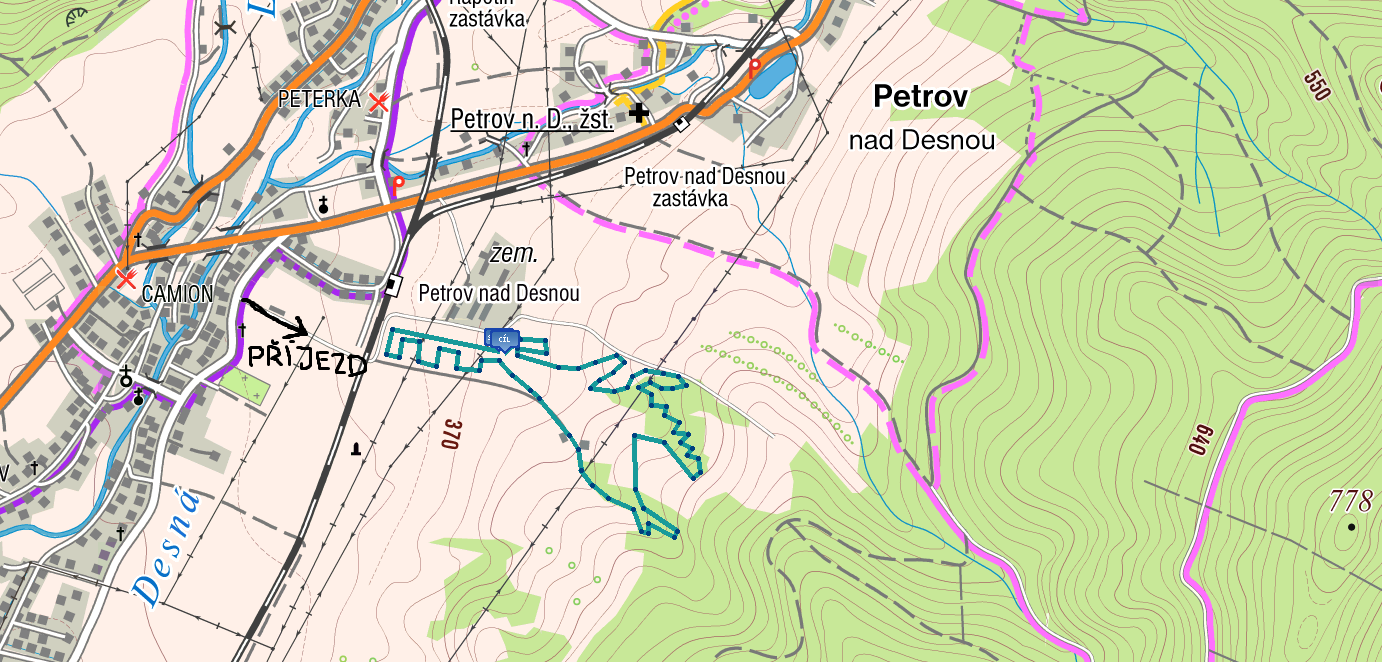 Rapotín
zastávka
PETERKA
Petrov n. D., žst.
Petrov
nad Desnou
550
Petrov nad Desnou
zastávka
zem.
CAMION
Petrov nad Desnou
PŘÍJEZD
CÍL
370
640
778
Desná